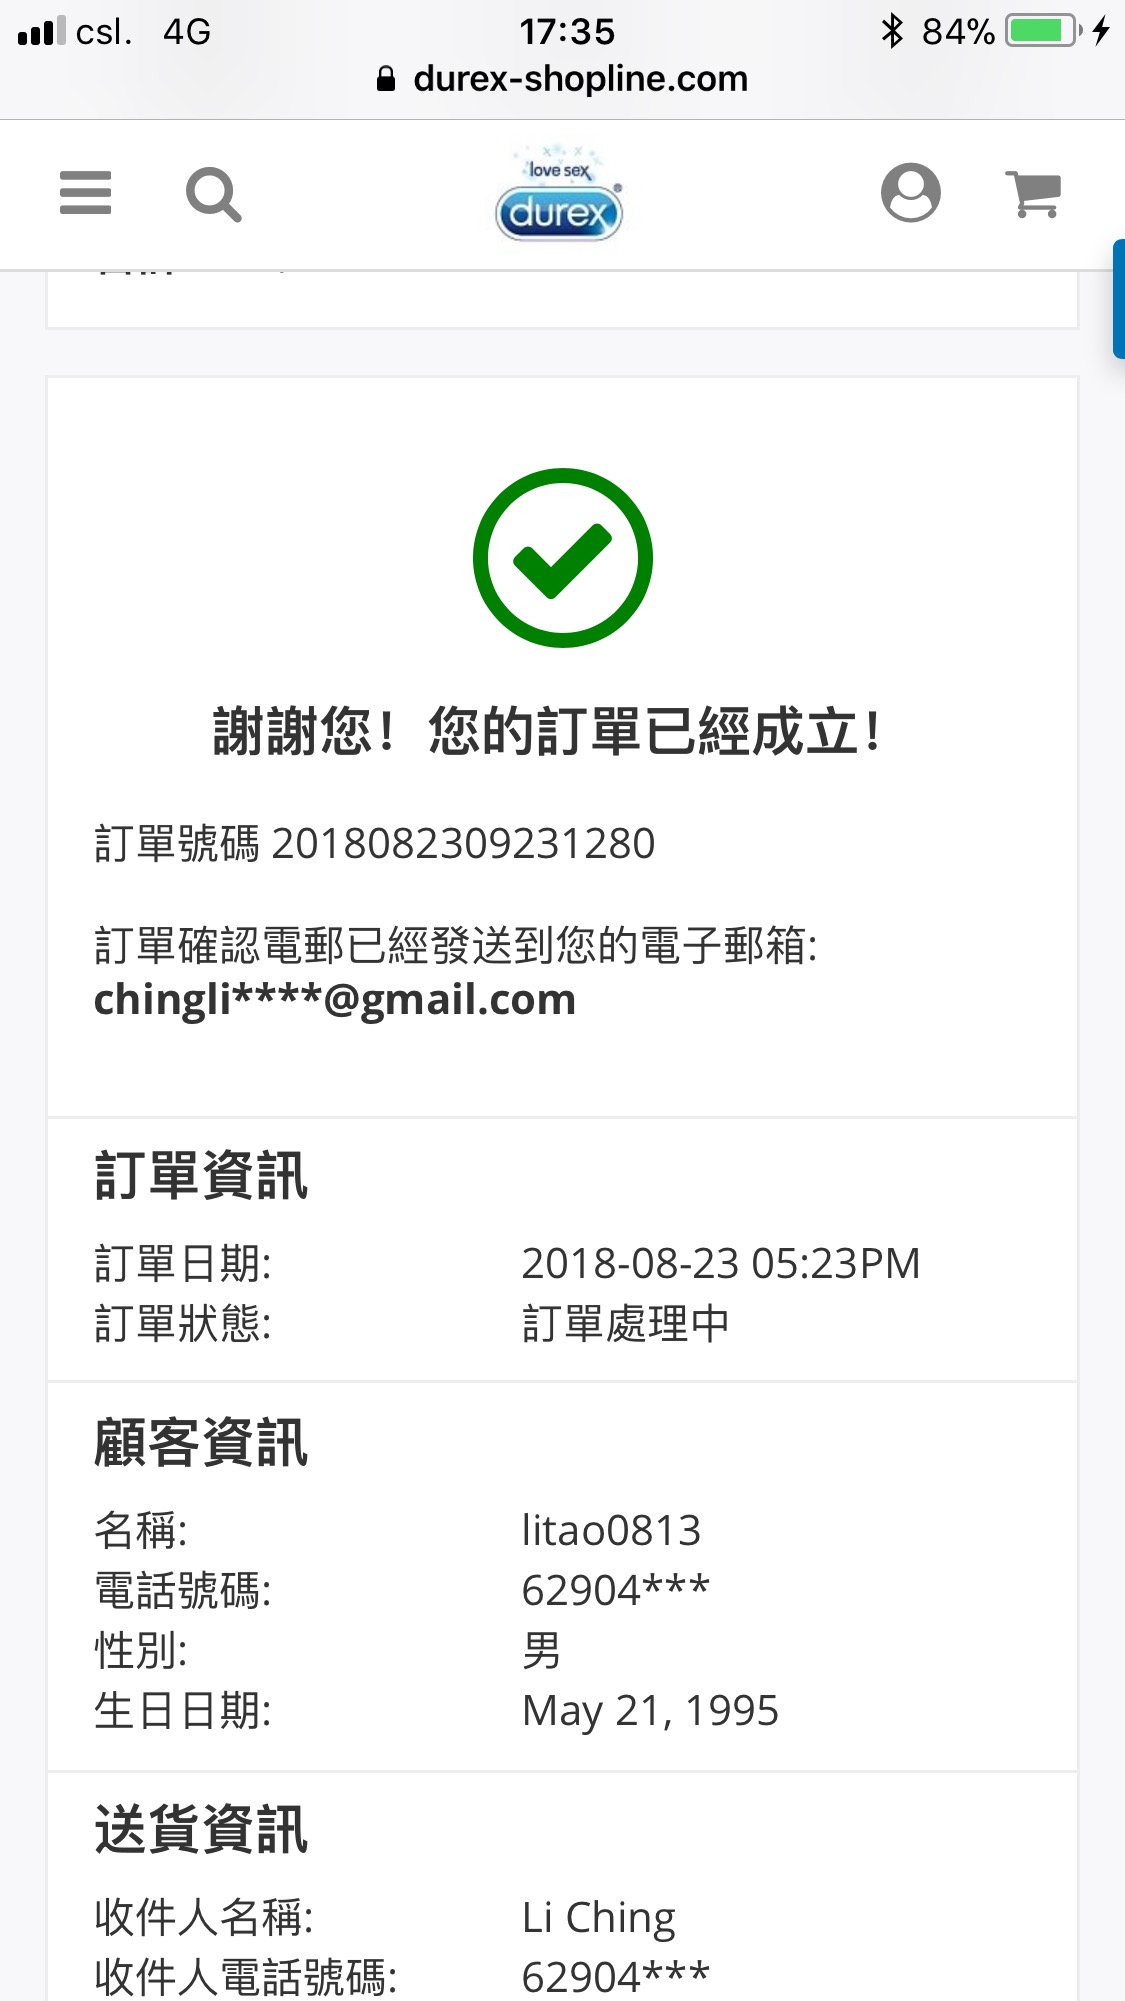 csl. 4G 17:35 84%
durex-shopline.com
love sex
durex®
謝謝您！您的訂單已經成立！
訂單號碼 2018082309231280
訂單確認電郵已經發送到您的電子郵箱:
chingli****@gmail.com
訂單資訊
訂單日期: 2018-08-23 05:23PM
訂單狀態: 訂單處理中
顧客資訊
名稱: litao0813
電話號碼: 62904***
性別: 男
生日日期: May 21, 1995
送貨資訊
收件人名稱: Li Ching
收件人電話號碼: 62904***